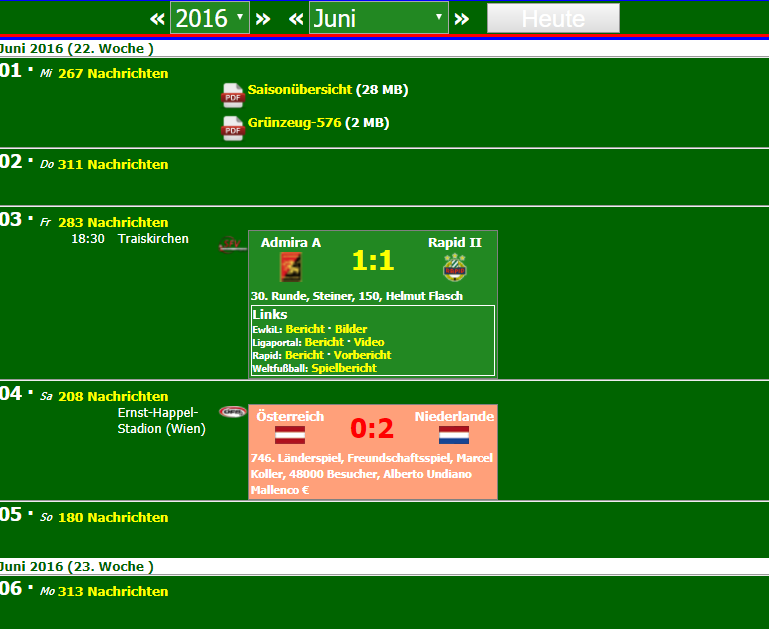 « 2016 » « Juni » Heute
Juni 2016 (22. Woche )
01 · Mi 267 Nachrichten
PDF Saisonübersicht (28 MB)
PDF Grünzeug-576 (2 MB)
02 · Do 311 Nachrichten
03 · Fr 283 Nachrichten
18:30 Traiskirchen
Admira A 1:1 Rapid II
30. Runde, Steiner, 150, Helmut Flasch
Links
EwkiL: Bericht · Bilder
Ligaportal: Bericht · Video
Rapid: Bericht · Vorbericht
Weltfußball: Spielbericht
04 · Sa 208 Nachrichten
Ernst-Happel-
Stadion (Wien)
Österreich 0:2 Niederlande
746. Länderspiel, Freundschaftsspiel, Marcel
Koller, 48000 Besucher, Alberto Undiano
Mallenco €
05 · So 180 Nachrichten
Juni 2016 (23. Woche )
06 · Mo 313 Nachrichten